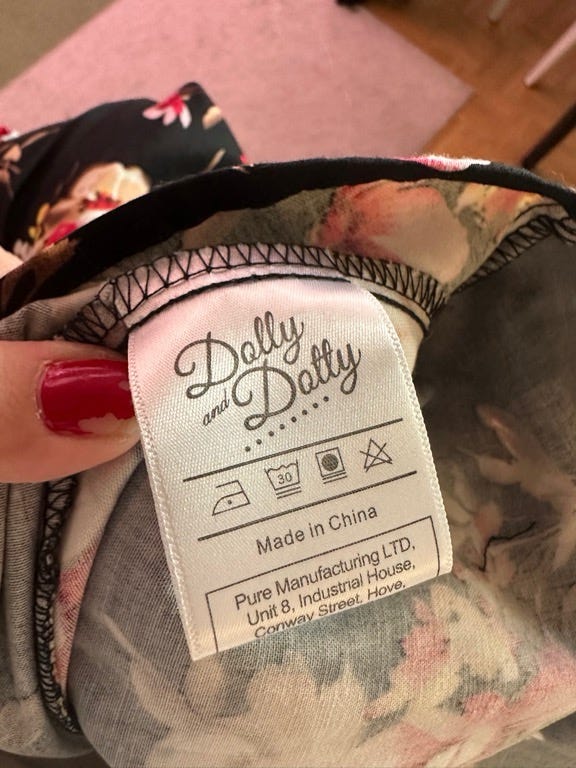 Dolly
and Dotty
30
Made in China
Pure Manufacturing LTD,
Unit 8, Industrial House,
Conway Street, Hove,